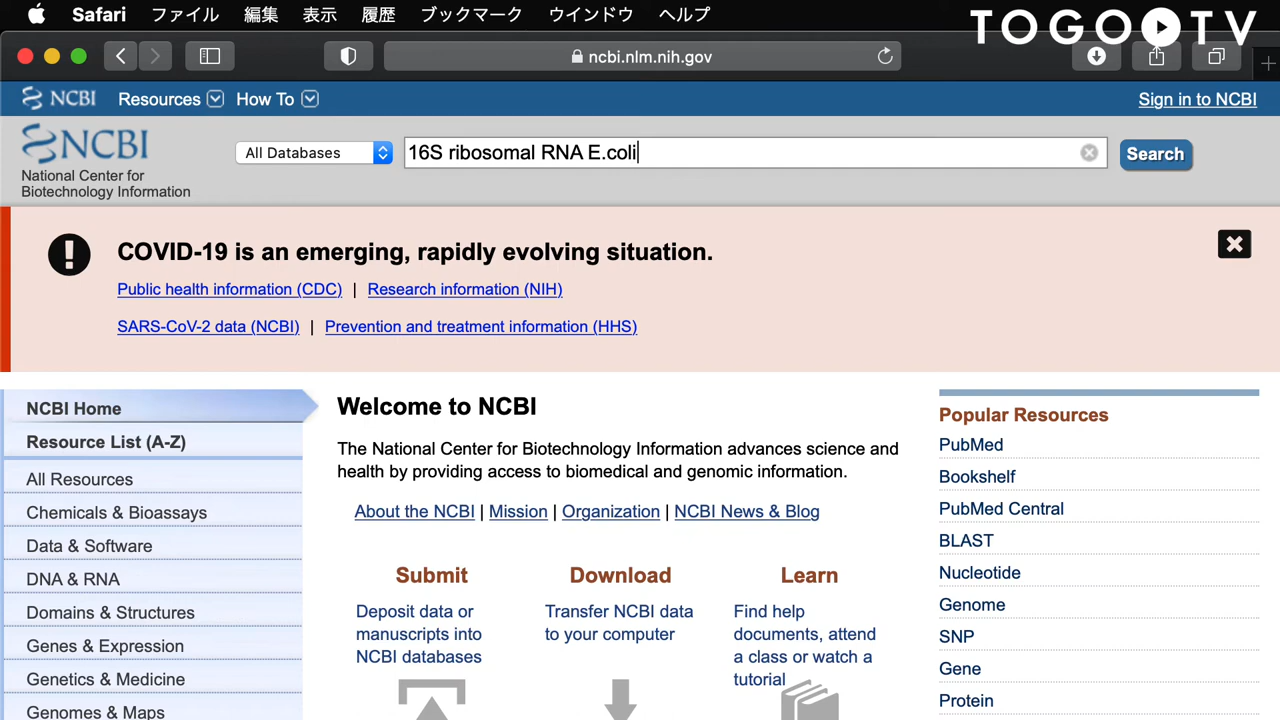 Safari ファイル 編集 表示 履歴 ブックマーク ウインドウ ヘルプ
TOGO TV
ncbi.nlm.nih.gov
NCBI Resources How To Sign in to NCBI
NCBI
National Center for
Biotechnology Information
All Databases
16S ribosomal RNA E.coli
Search
COVID-19 is an emerging, rapidly evolving situation.
Public health information (CDC) | Research information (NIH)
SARS-CoV-2 data (NCBI) | Prevention and treatment information (HHS)
NCBI Home
Resource List (A-Z)
All Resources
Chemicals & Bioassays
Data & Software
DNA & RNA
Domains & Structures
Genes & Expression
Genetics & Medicine
Genomes & Maps
Welcome to NCBI
The National Center for Biotechnology Information advances science and
health by providing access to biomedical and genomic information.
About the NCBI | Mission | Organization | NCBI News & Blog
Submit
Deposit data or
manuscripts into
NCBI databases
Download
Transfer NCBI data
to your computer
Learn
Find help
documents, attend
a class or watch a
tutorial
Popular Resources
PubMed
Bookshelf
PubMed Central
BLAST
Nucleotide
Genome
SNP
Gene
Protein